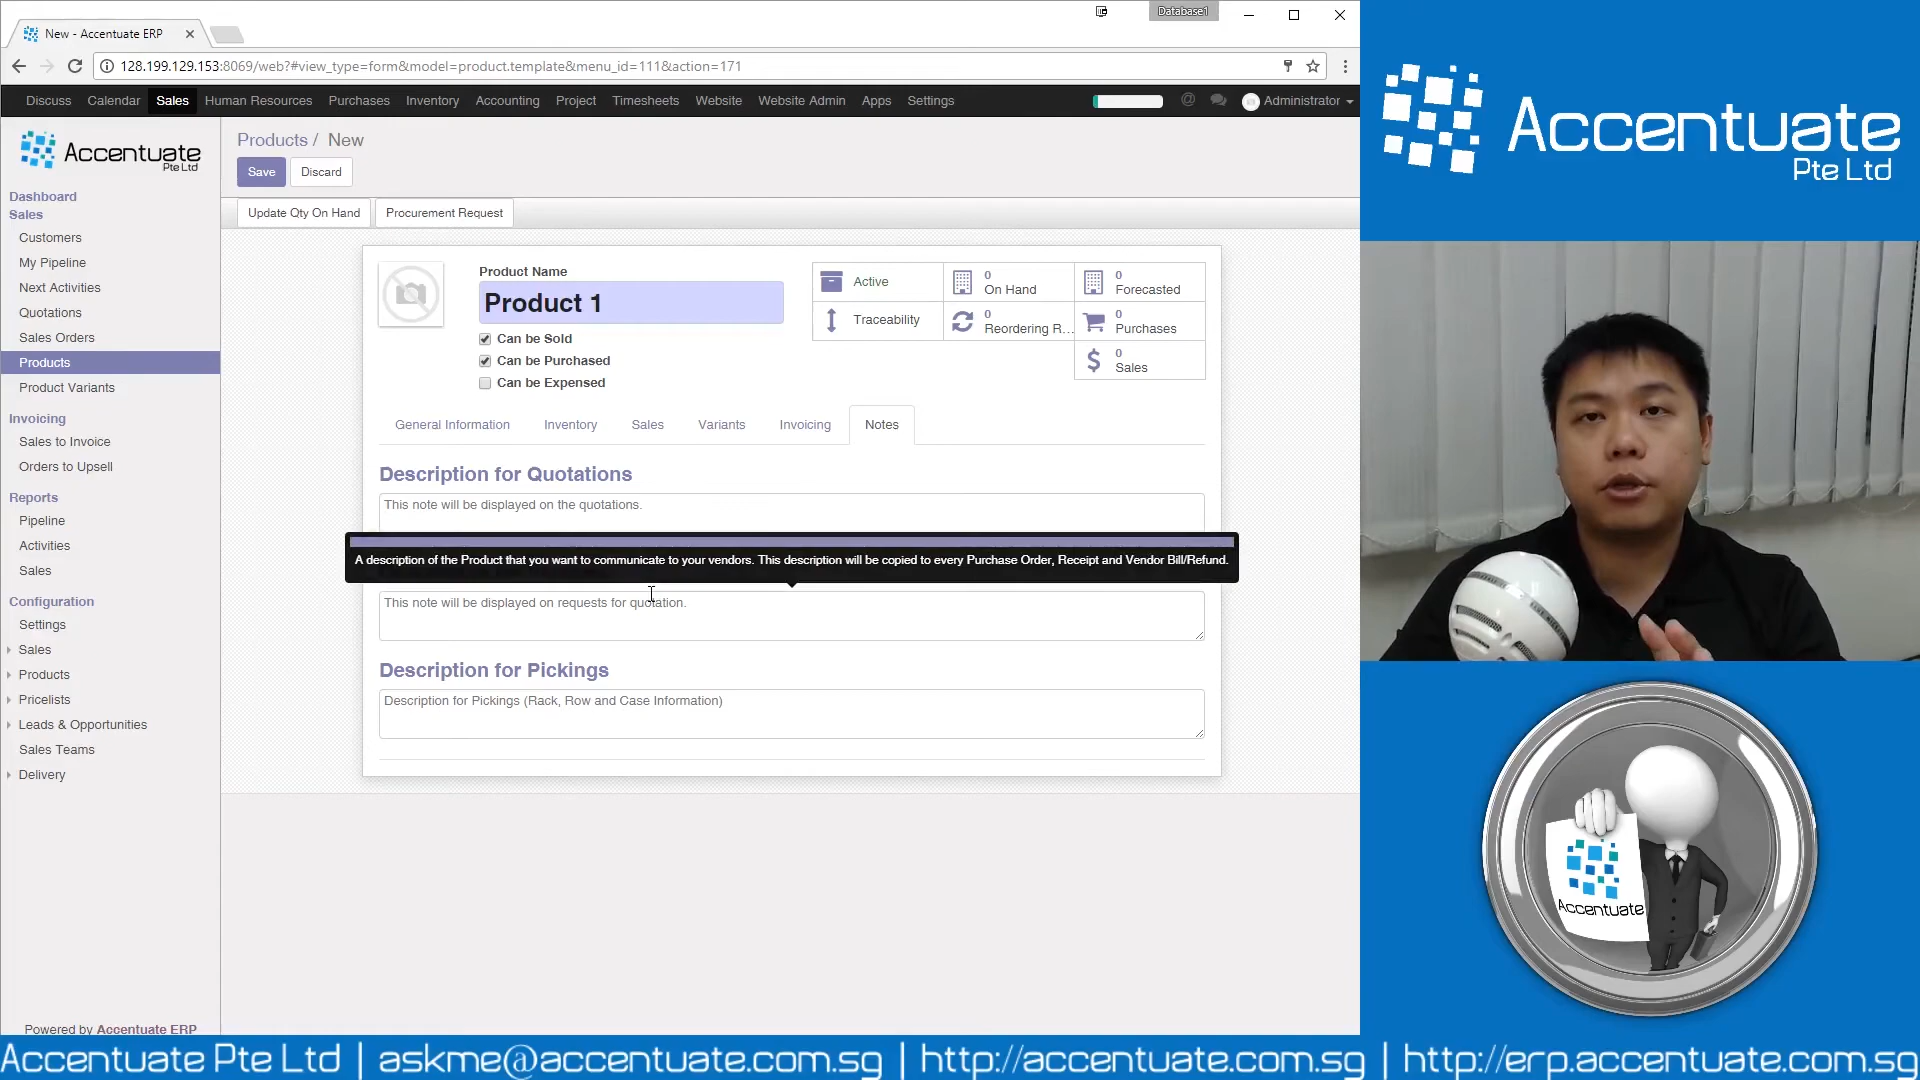 Database1
New - Accentuate ERP
128.199.129.153:8069/web?#view_type=form&model=product.template&menu_id=111&action=171
Discuss Calendar Sales Human Resources Purchases Inventory Accounting Project Timesheets Website Website Admin Apps Settings @ Administrator
Accentuate
Pte Ltd
Dashboard
Sales
Customers
My Pipeline
Next Activities
Quotations
Sales Orders
Products
Product Variants
Invoicing
Sales to Invoice
Orders to Upsell
Reports
Pipeline
Activities
Sales
Configuration
Settings
Sales
Products
Pricelists
Leads & Opportunities
Sales Teams
Delivery
Powered by Accentuate ERP
Products / New
Save Discard
Update Qty On Hand Procurement Request
Product Name
Product 1
Can be Sold
Can be Purchased
Can be Expensed
Active
0
On Hand
0
Forecasted
Traceability
0
Reordering R...
0
Purchases
0
Sales
General Information Inventory Sales Variants Invoicing Notes
Description for Quotations
This note will be displayed on the quotations.
A description of the Product that you want to communicate to your vendors. This description will be copied to every Purchase Order, Receipt and Vendor Bill/Refund.
This note will be displayed on requests for quotation.
Description for Pickings
Description for Pickings (Rack, Row and Case Information)
Accentuate
Pte Ltd
Accentuate
Accentuate Pte Ltd | askme@accentuate.com.sg | http://accentuate.com.sg | http://erp.accentuate.com.sg